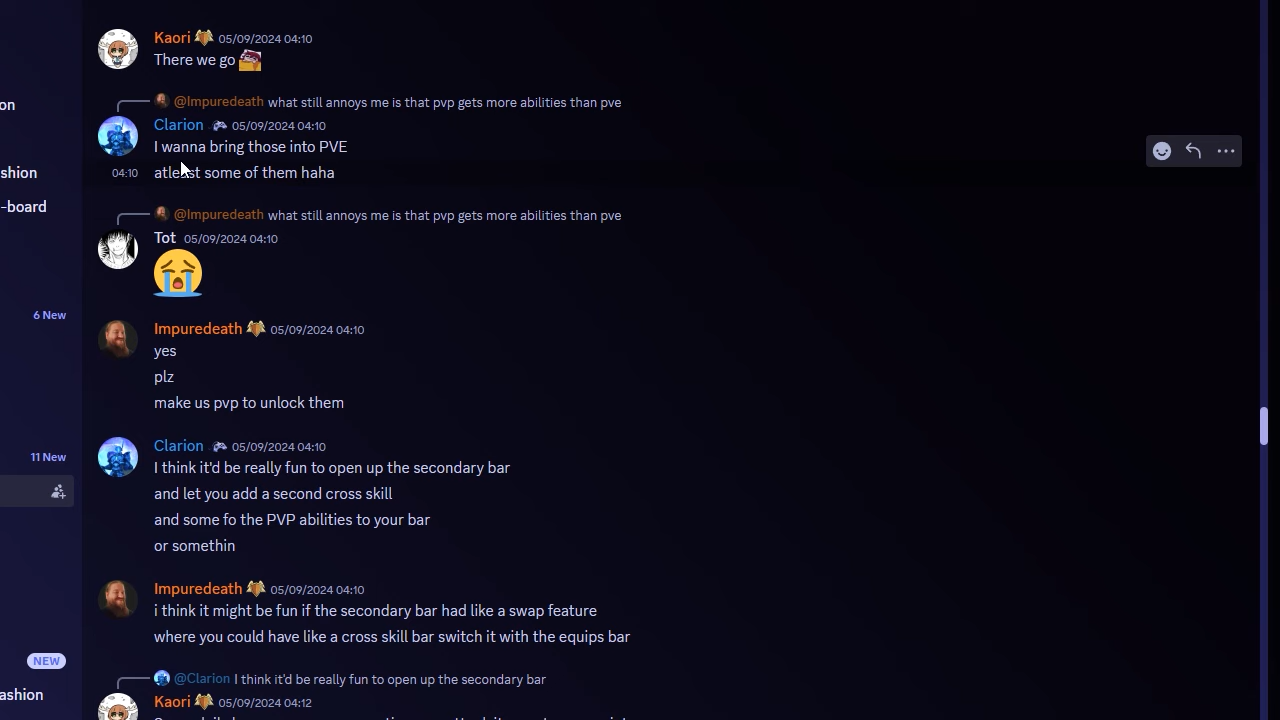 Kaori 05/09/2024 04:10
There we go
on
@Impuredeath what still annoys me is that pvp gets more abilities than pve
Clarion 05/09/2024 04:10
I wanna bring those into PVE
shion
04:10 atleast some of them haha
-board
@Impuredeath what still annoys me is that pvp gets more abilities than pve
Tot 05/09/2024 04:10
6 New
Impuredeath 05/09/2024 04:10
yes
plz
make us pvp to unlock them
Clarion 05/09/2024 04:10
11 New
I think it'd be really fun to open up the secondary bar
and let you add a second cross skill
and some fo the PVP abilities to your bar
or somethin
Impuredeath 05/09/2024 04:10
i think it might be fun if the secondary bar had like a swap feature
where you could have like a cross skill bar switch it with the equips bar
NEW
@Clarion I think it'd be really fun to open up the secondary bar
ashion
Kaori 05/09/2024 04:12